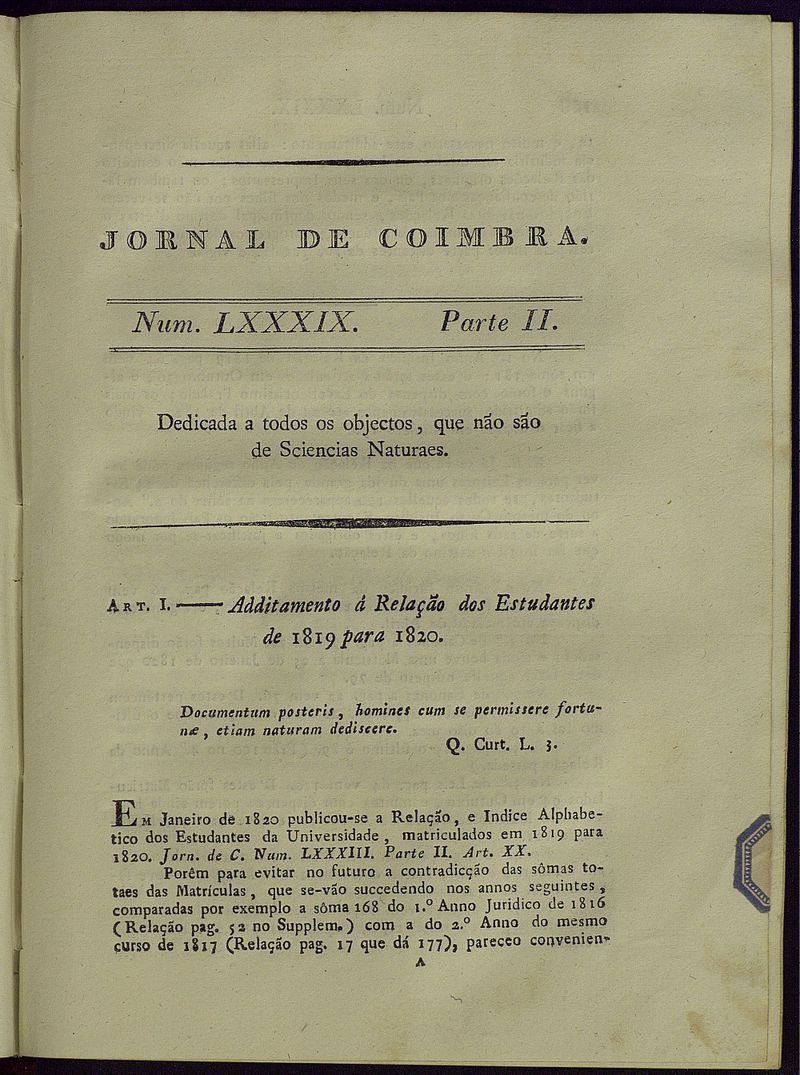 JORNAL DE COIMBRA.
Num. LXXXIX. Parte II.
Dedicada a todos os objectos, que não são
de Sciencias Naturaes.
ART. I. — Additamento á Relação dos Estudantes
de 1819 para 1820.
Documentum posteris, homines cum se permissere fortu-
næ, etiam naturam dediscere.
Q. Curt. L. 3.
EM Janeiro de 1820 publicou-se a Relação, e Indice Alphabe-
tico dos Estudantes da Universidade, matriculados em 1819 para
1820. Jorn. de C. Num. LXXXIII. Parte II. Art. XX.
Porêm para evitar no futuro a contradicção das sômas to-
taes das Matrículas, que se-vão succedendo nos annos seguintes,
comparadas por exemplo a sôma 168 do 1.º Anno Juridico de 1816
(Relação pag. 52 no Supplem.) com a do 2.º Anno do mesmo
curso de 1817 (Relação pag. 17 que dá 177), pareceo convenien-
A